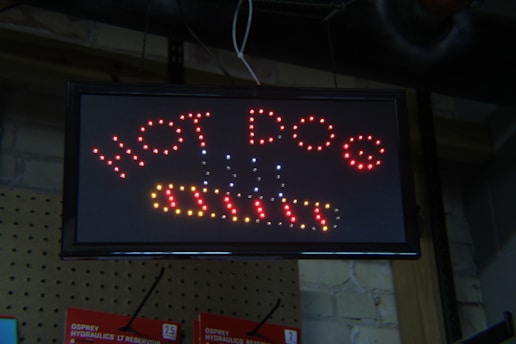 HOT DOG
OSPREY
HYDRAULICS LT RESERVOIR
OSPREY
HYDRAULICS